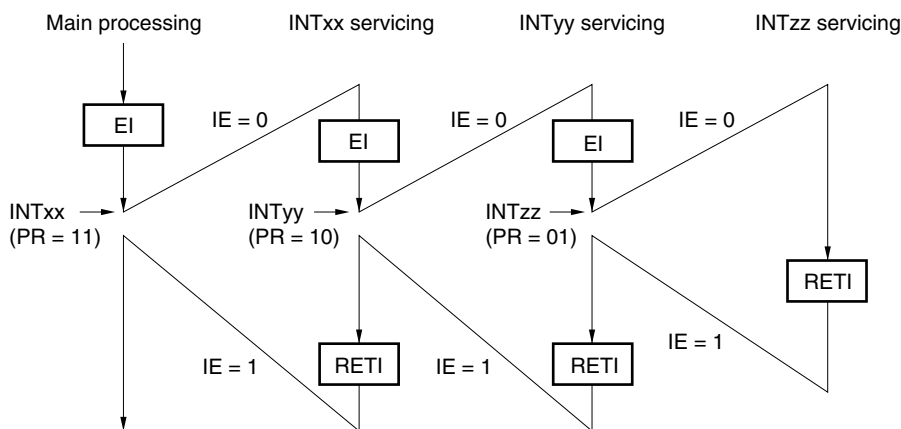 Main processing
INTxx servicing
INTyy servicing
INTzz servicing
EI
IE = 0
EI
IE = 0
EI
IE = 0
INTxx
(PR = 11)
INTyy
(PR = 10)
INTzz
(PR = 01)
RETI
IE = 1
RETI
IE = 1
RETI
IE = 1